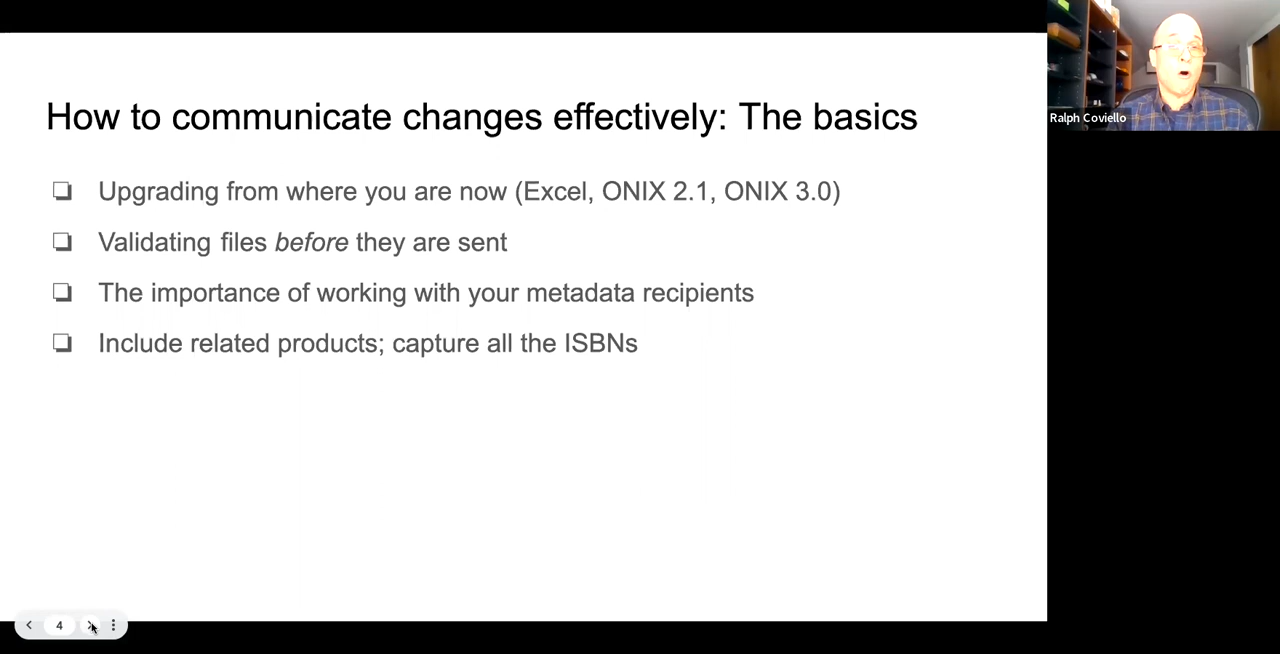 How to communicate changes effectively: The basics
Upgrading from where you are now (Excel, ONIX 2.1, ONIX 3.0)
Validating files before they are sent
The importance of working with your metadata recipients
Include related products; capture all the ISBNs
Ralph Coviello
4